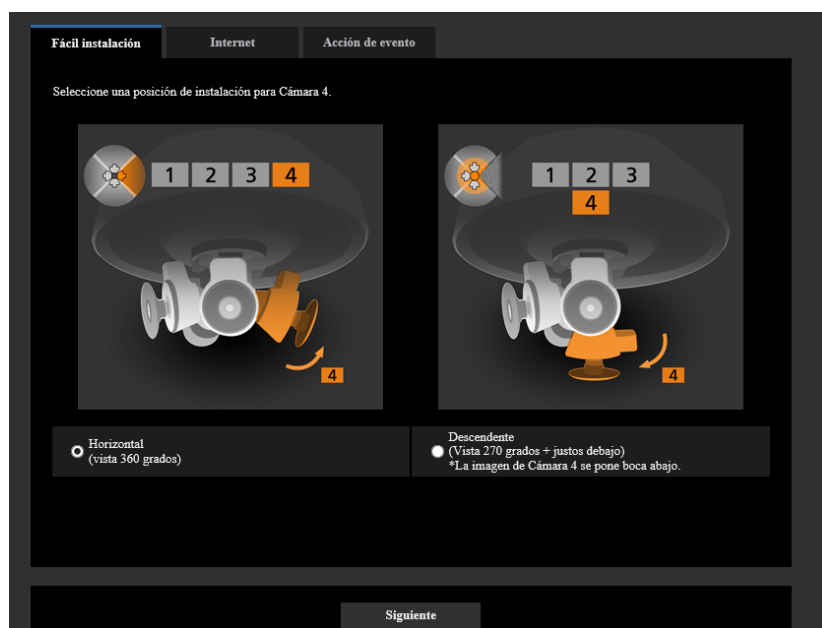 Fácil instalación
Internet
Acción de evento
Seleccione una posición de instalación para Cámara 4.
1 2 3 4
4
1 2 3
4
4
Horizontal
(vista 360 grados)
Descendente
(Vista 270 grados + justos debajo)
*La imagen de Cámara 4 se pone boca abajo.
Siguiente